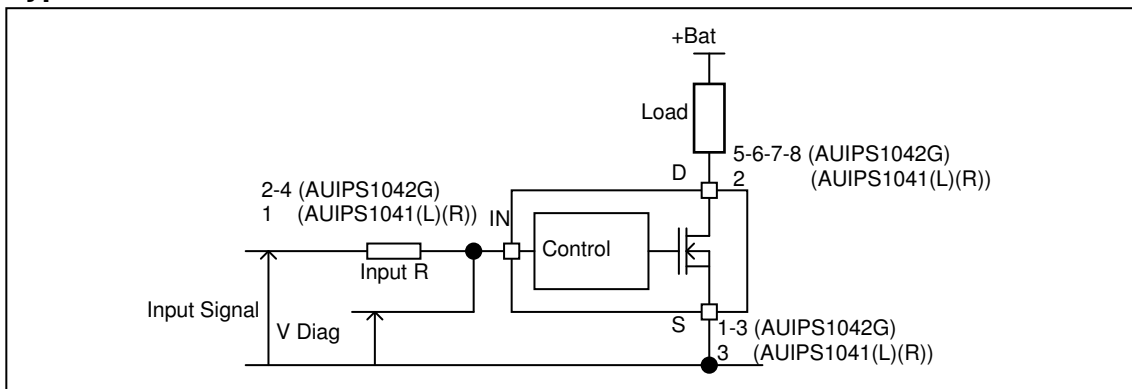 +Bat
Load
5-6-7-8 (AUIPS1042G)
D
2
(AUIPS1041(L)(R))
2-4 (AUIPS1042G)
1 (AUIPS1041(L)(R))
IN
Control
Input R
Input Signal
V Diag
S
1-3 (AUIPS1042G)
3 (AUIPS1041(L)(R))